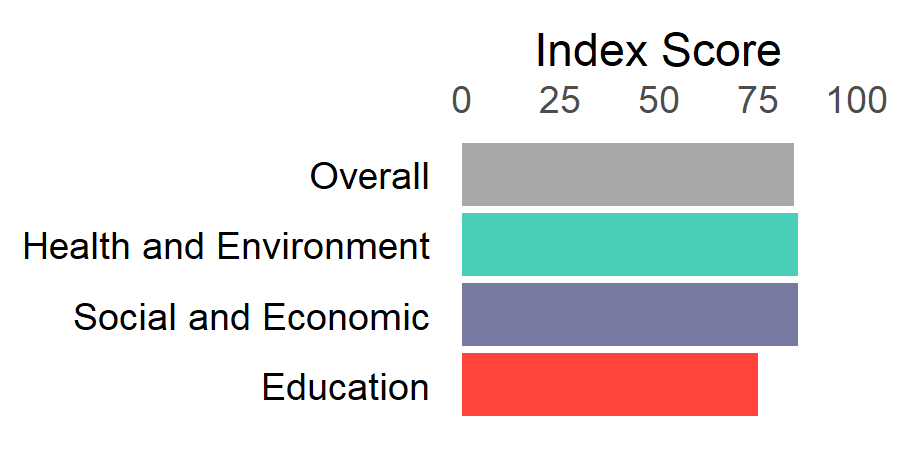 Index Score
0 25 50 75 100
Overall
Health and Environment
Social and Economic
Education